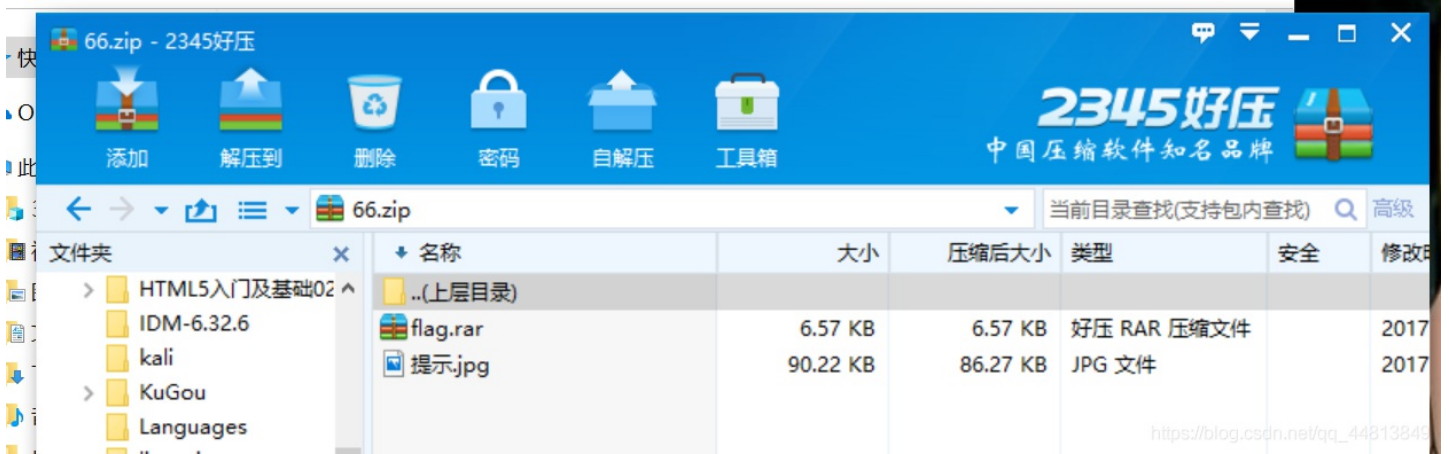 66.zip - 2345好压
快
O
此
添加 解压到 删除 密码 自解压 工具箱
2345好压
中国压缩软件知名品牌
66.zip
当前目录查找(支持包内查找) 高级
文件夹
名称 大小 压缩后大小 类型 安全 修改
HTML5入门及基础02
..(上层目录)
IDM-6.32.6
flag.rar 6.57 KB 6.57 KB 好压 RAR 压缩文件 2017
kali
提示.jpg 90.22 KB 86.27 KB JPG 文件 2017
KuGou
Languages
https://blog.csdn.net/qq_44813849